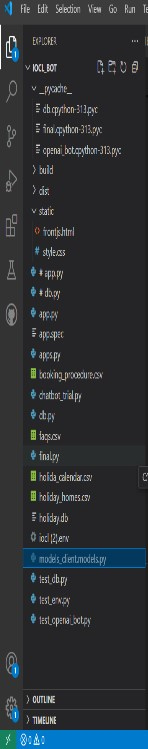 File Edit Selection View Go Run Te
EXPLORER ...
IOCL_BOT
__pycache__
db.cpython-313.pyc
final.cpython-313.pyc
openai_bot.cpython-313.pyc
build
dist
static
frontjs.html
# style.css
# app.py
# db.py
app.py
app.spec
apps.py
booking_procedure.csv
chatbot_trial.py
db.py
faqs.csv
final.py
holida_calendar.csv
holiday_homes.csv
holiday.db
iocl (2).env
models_client.models.py
test_db.py
test_env.py
test_openai_bot.py
OUTLINE
TIMELINE
0 0